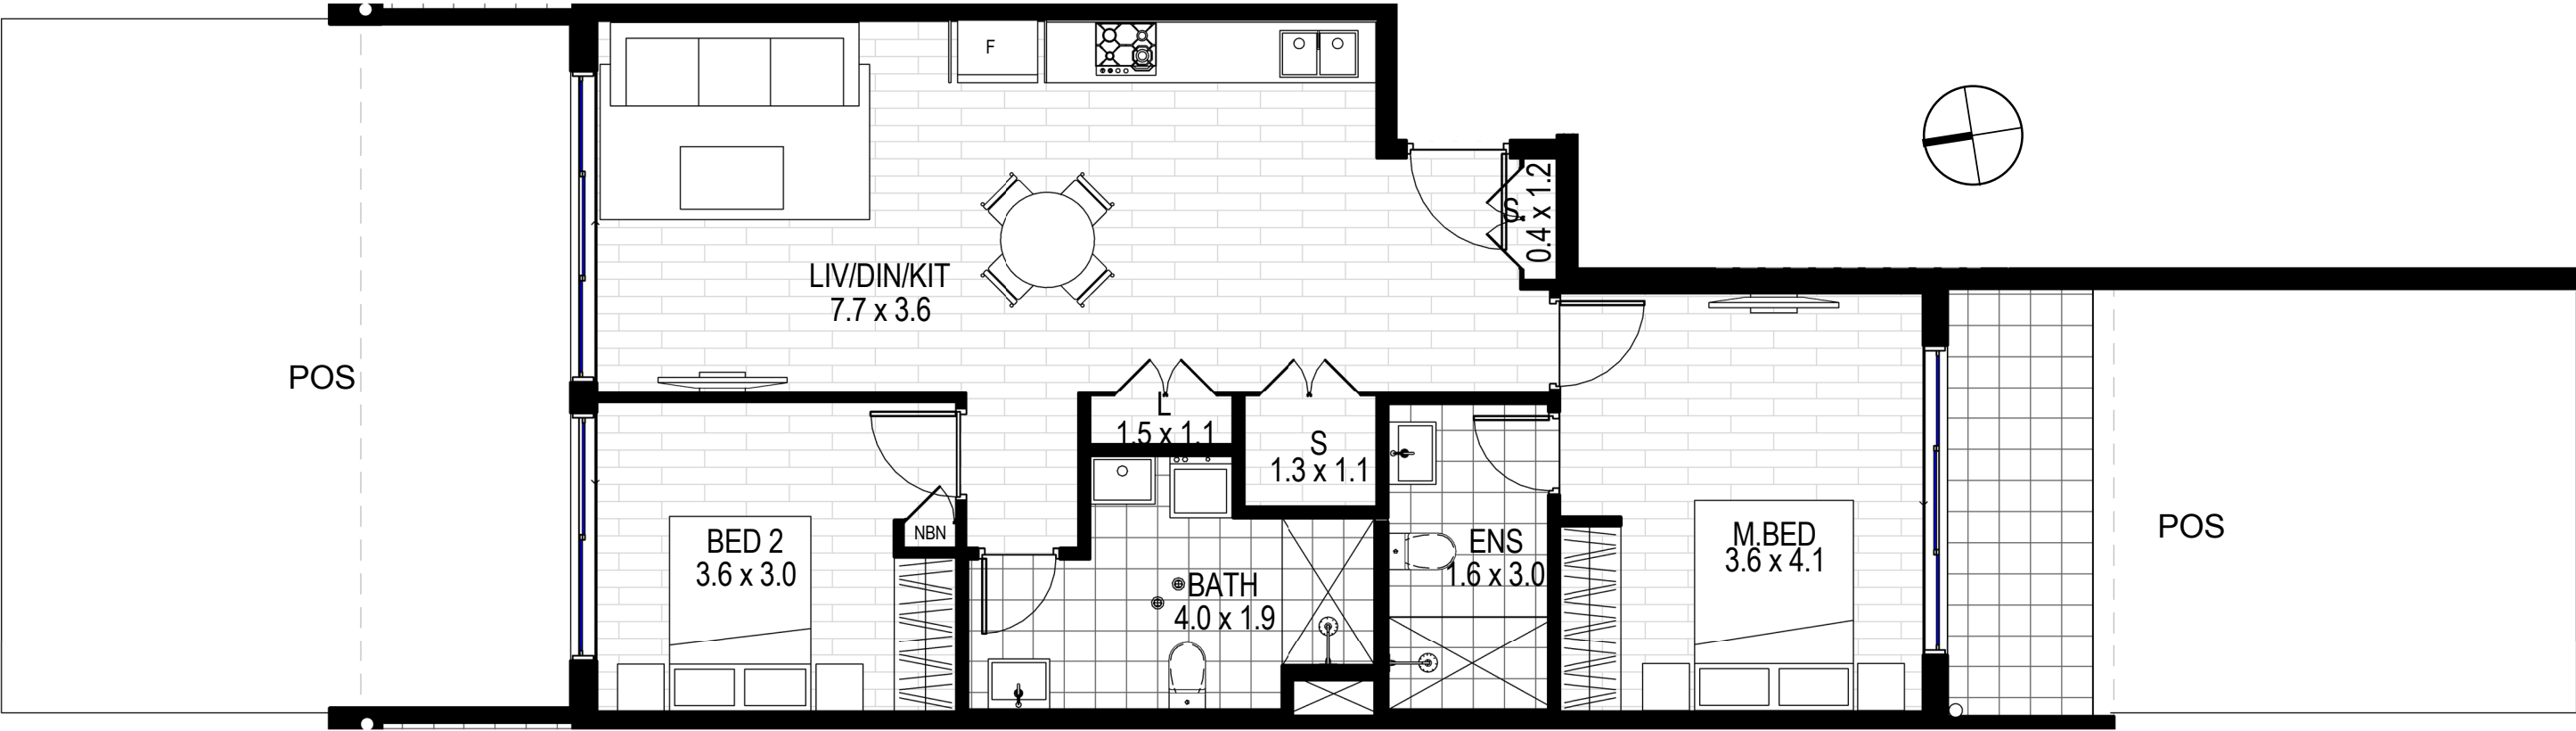 F
S
0.4 x 1.2
LIV/DIN/KIT
7.7 x 3.6
POS
L
1.5 x 1.1
S
1.3 x 1.1
NBN
BED 2
3.6 x 3.0
BATH
4.0 x 1.9
ENS
1.6 x 3.0
M.BED
3.6 x 4.1
POS